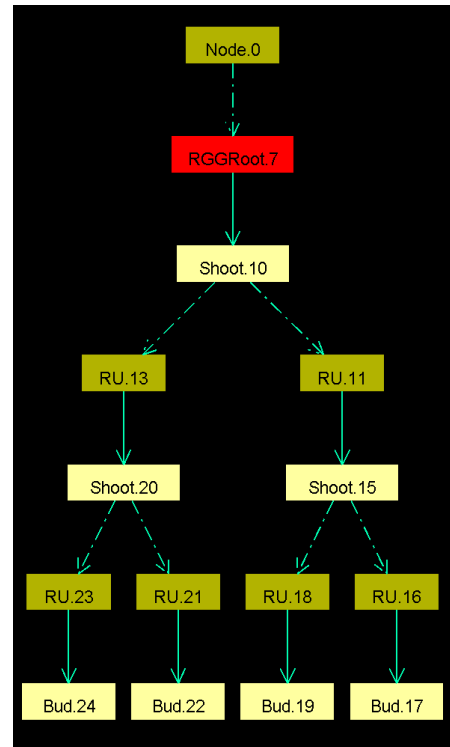 Node.0
RGGRoot.7
Shoot.10
RU.13
RU.11
Shoot.20
Shoot.15
RU.23
RU.21
RU.18
RU.16
Bud.24
Bud.22
Bud.19
Bud.17